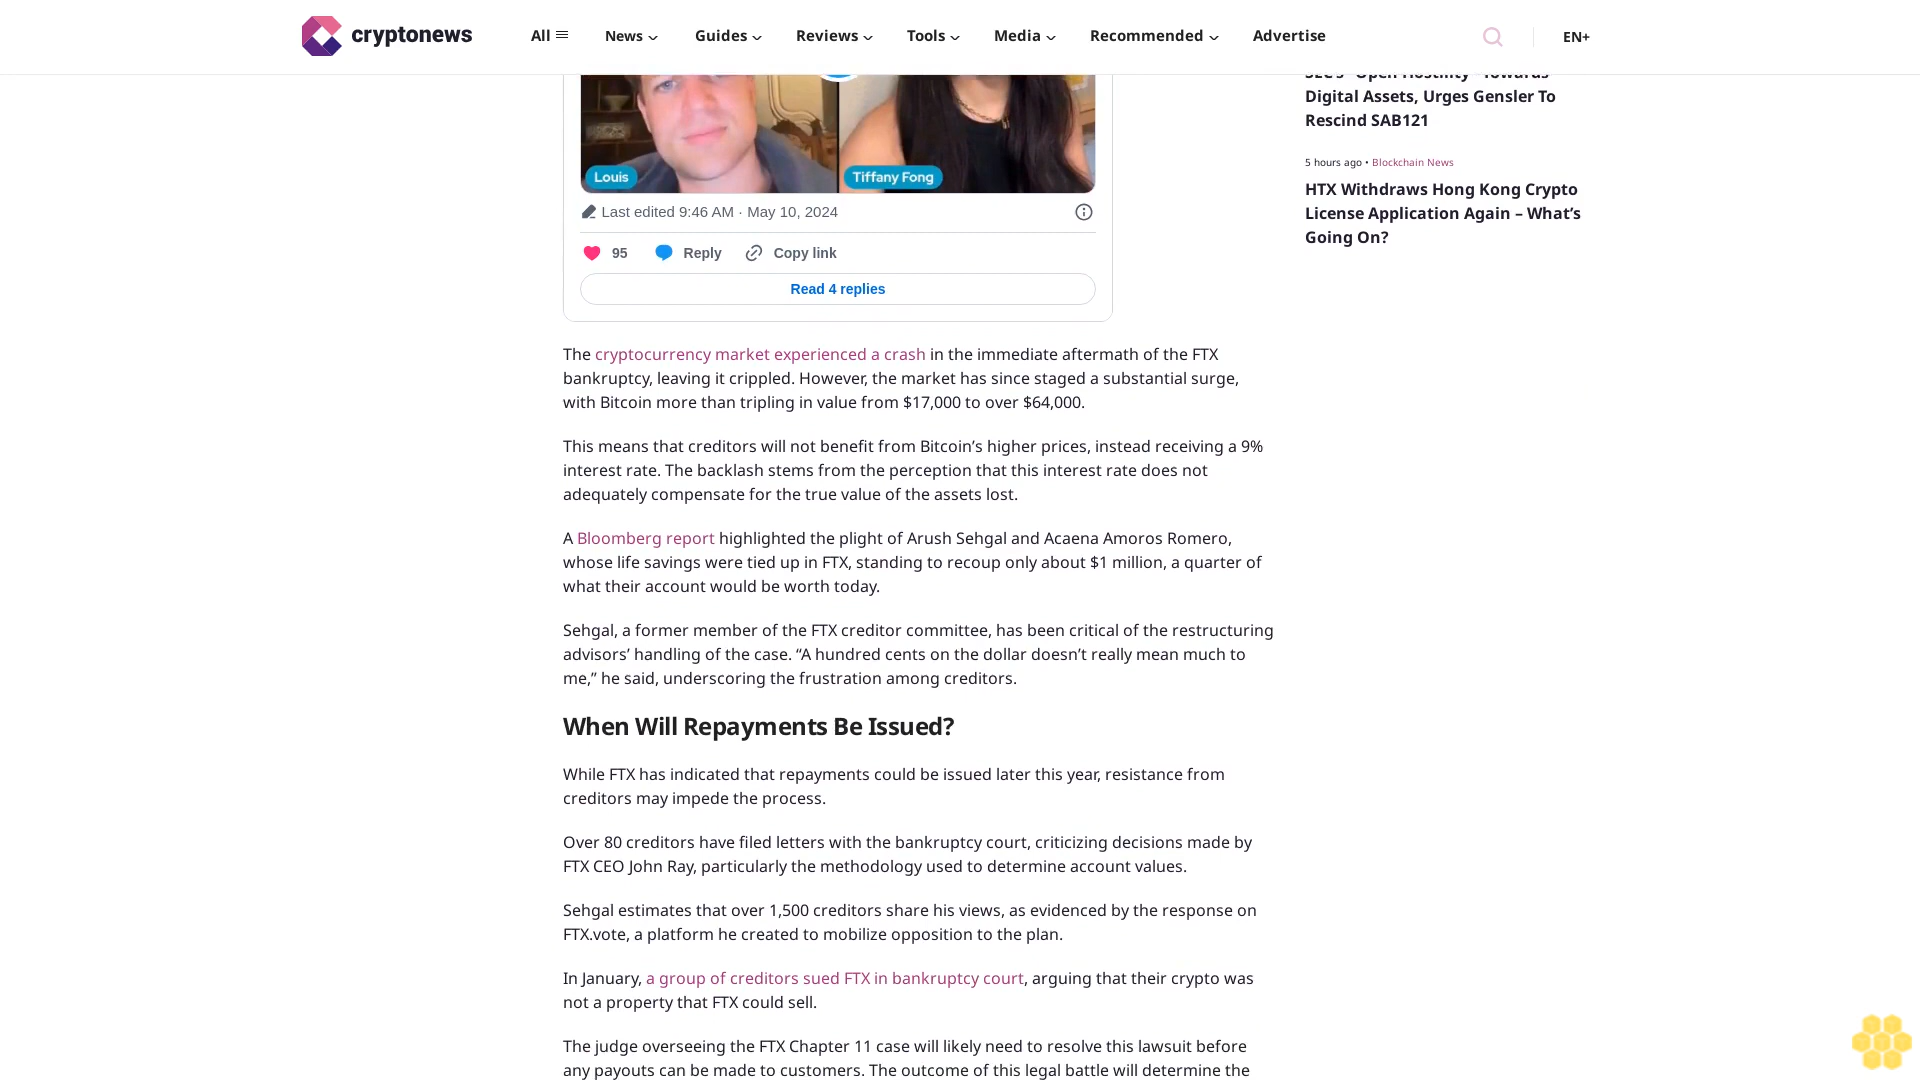 cryptonews
All
News
Guides
Reviews
Tools
Media
Recommended
Advertise
EN+
Louis
Tiffany Fong
Last edited 9:46 AM · May 10, 2024
95
Reply
Copy link
Read 4 replies
The cryptocurrency market experienced a crash in the immediate aftermath of the FTX
bankruptcy, leaving it crippled. However, the market has since staged a substantial surge,
with Bitcoin more than tripling in value from $17,000 to over $64,000.
This means that creditors will not benefit from Bitcoin’s higher prices, instead receiving a 9%
interest rate. The backlash stems from the perception that this interest rate does not
adequately compensate for the true value of the assets lost.
A Bloomberg report highlighted the plight of Arush Sehgal and Acaena Amoros Romero,
whose life savings were tied up in FTX, standing to recoup only about $1 million, a quarter of
what their account would be worth today.
Sehgal, a former member of the FTX creditor committee, has been critical of the restructuring
advisors’ handling of the case. “A hundred cents on the dollar doesn’t really mean much to
me,” he said, underscoring the frustration among creditors.
When Will Repayments Be Issued?
While FTX has indicated that repayments could be issued later this year, resistance from
creditors may impede the process.
Over 80 creditors have filed letters with the bankruptcy court, criticizing decisions made by
FTX CEO John Ray, particularly the methodology used to determine account values.
Sehgal estimates that over 1,500 creditors share his views, as evidenced by the response on
FTX.vote, a platform he created to mobilize opposition to the plan.
In January, a group of creditors sued FTX in bankruptcy court, arguing that their crypto was
not a property that FTX could sell.
The judge overseeing the FTX Chapter 11 case will likely need to resolve this lawsuit before
any payouts can be made to customers. The outcome of this legal battle will determine the
Digital Assets, Urges Gensler To
Rescind SAB121
5 hours ago • Blockchain News
HTX Withdraws Hong Kong Crypto
License Application Again – What’s
Going On?